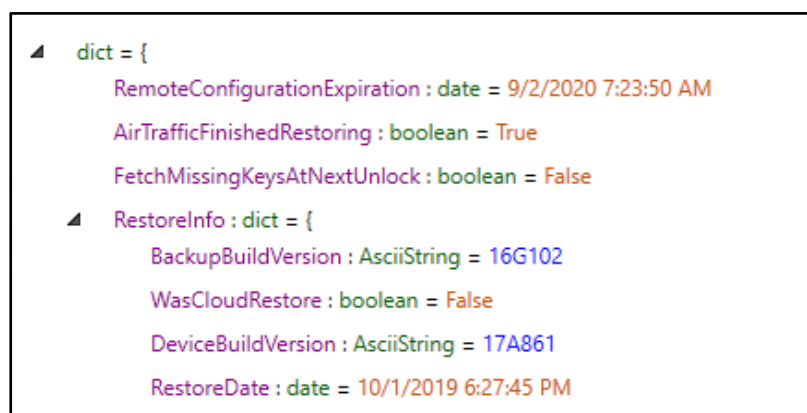 dict = {
RemoteConfigurationExpiration : date = 9/2/2020 7:23:50 AM
AirTrafficFinishedRestoring : boolean = True
FetchMissingKeysAtNextUnlock : boolean = False
RestoreInfo : dict = {
BackupBuildVersion : AsciiString = 16G102
WasCloudRestore : boolean = False
DeviceBuildVersion : AsciiString = 17A861
RestoreDate : date = 10/1/2019 6:27:45 PM